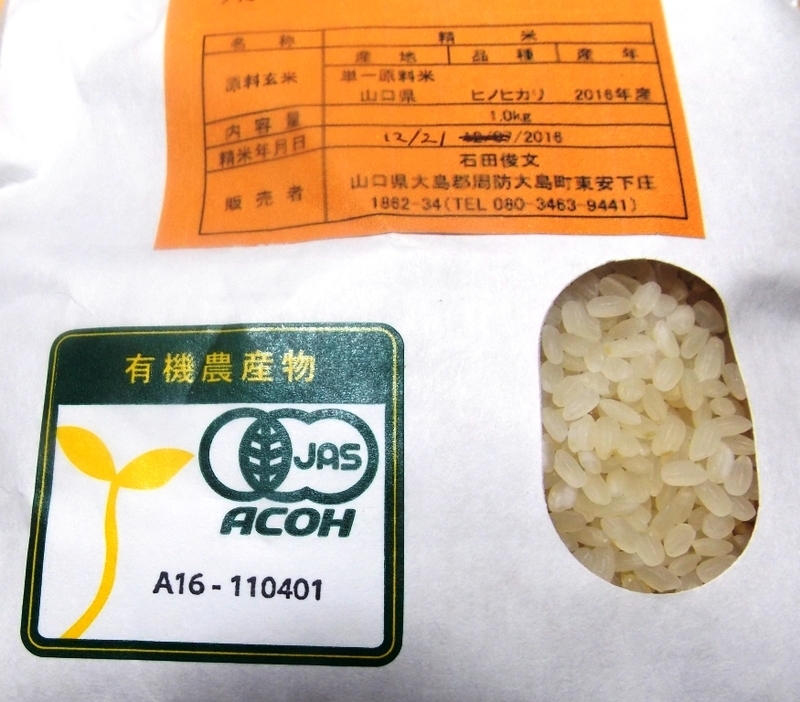 名称 精米
産地 品種 産年
原料玄米 単一原料米
山口県 ヒノヒカリ 2016年産
内容量 1.0kg
精米年月日 12/21 /2016
販売者 石田俊文
山口県大島郡周防大島町東安下庄
1862-34(TEL 080-3463-9441)
有機農産物
JAS
ACOH
A16 - 110401